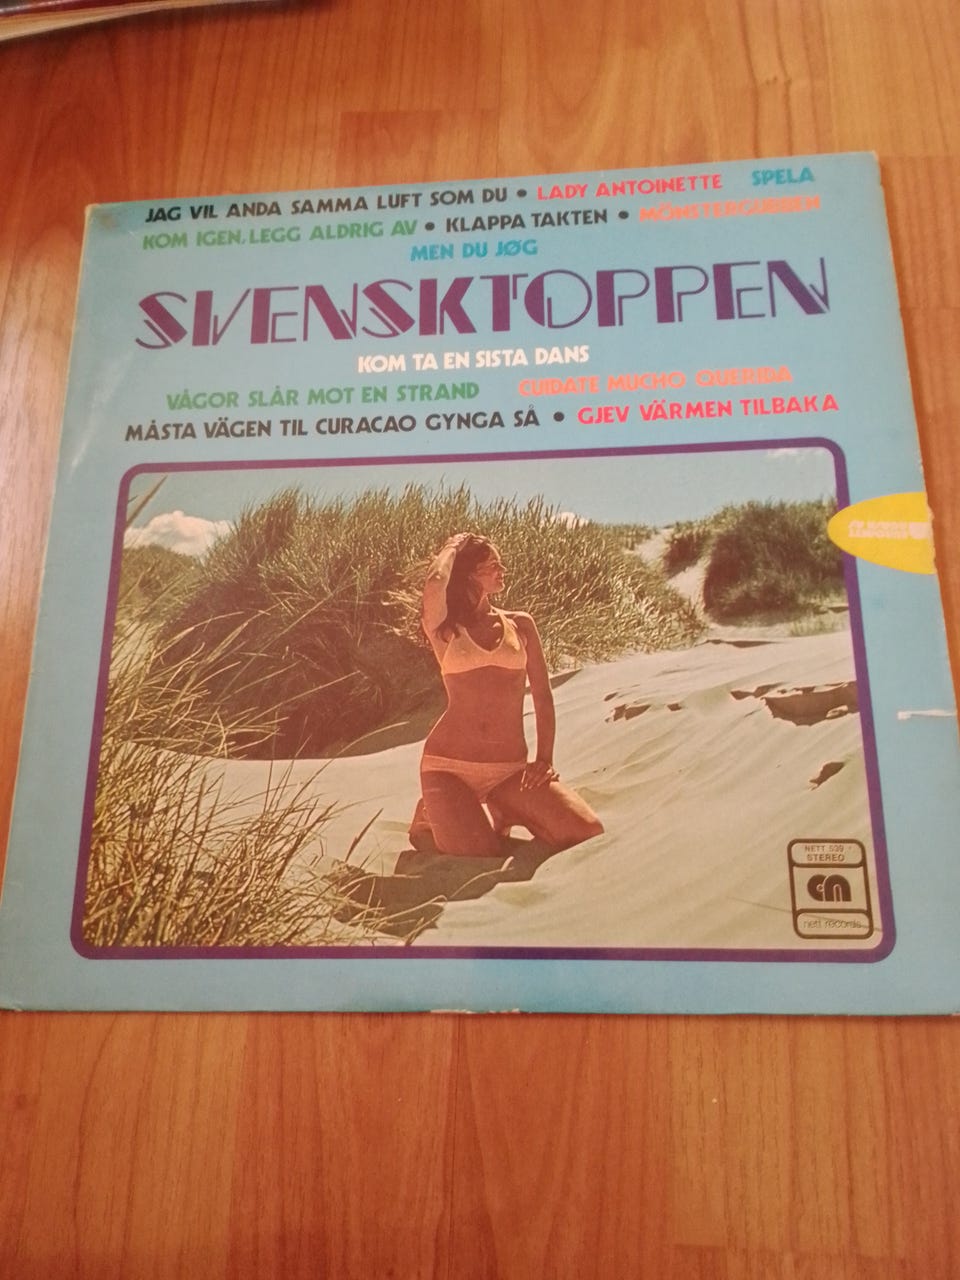 JAG VIL ANDA SAMMA LUFT SOM DU • LADY ANTOINETTE SPELA
KOM IGEN, LEGG ALDRIG AV • KLAPPA TAKTEN • MÖNSTERGUBBEN
MEN DU JØG
SVENSKTOPPEN
KOM TA EN SISTA DANS
VÅGOR SLÅR MOT EN STRAND CUIDATE MUCHO QUERIDA
MÅSTA VÄGEN TIL CURACAO GYNGA SÅ • GJEV VÄRMEN TILBAKA
NETT 539
STEREO
nett records